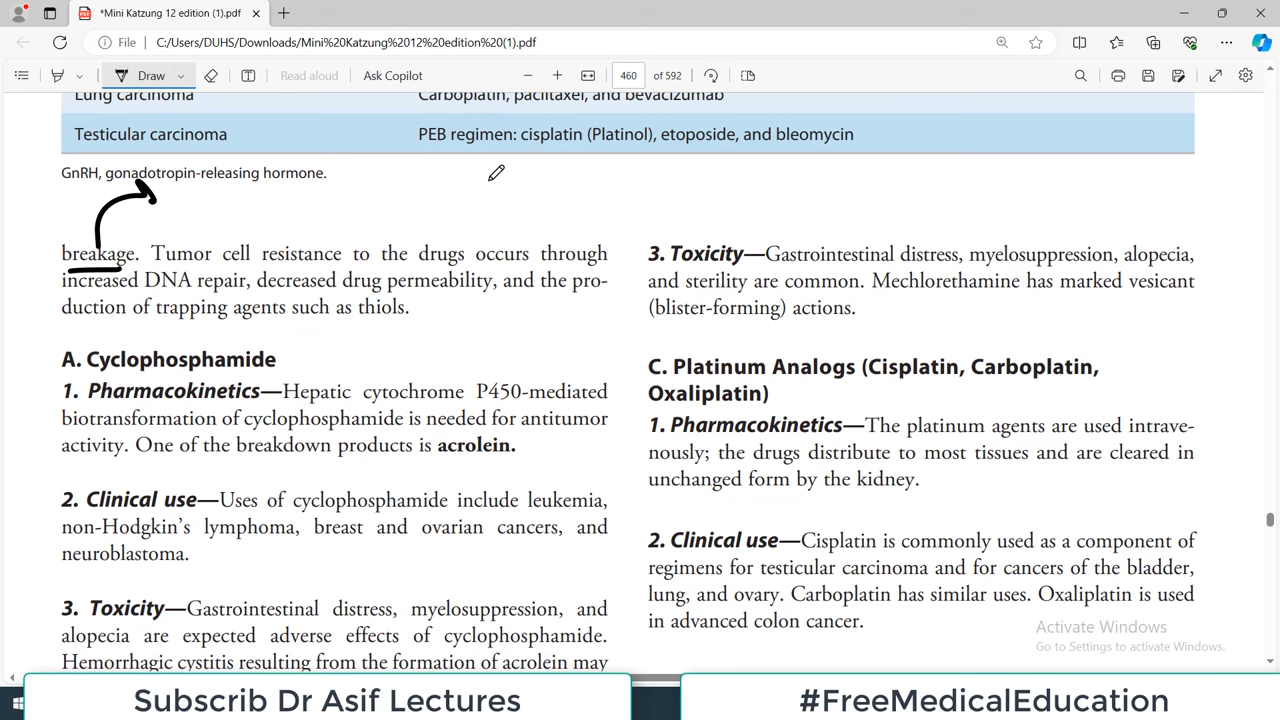 *Mini Katzung 12 edition (1).pdf
File C:/Users/DUHS/Downloads/Mini%20Katzung%2012%20edition%20(1).pdf
Draw Read aloud Ask Copilot 460 of 592
Lung carcinoma Carboplatin, paclitaxel, and bevacizumab
Testicular carcinoma PEB regimen: cisplatin (Platinol), etoposide, and bleomycin
GnRH, gonadotropin-releasing hormone.
breakage. Tumor cell resistance to the drugs occurs through
increased DNA repair, decreased drug permeability, and the pro-
duction of trapping agents such as thiols.
A. Cyclophosphamide
1. Pharmacokinetics—Hepatic cytochrome P450-mediated
biotransformation of cyclophosphamide is needed for antitumor
activity. One of the breakdown products is acrolein.
2. Clinical use—Uses of cyclophosphamide include leukemia,
non-Hodgkin's lymphoma, breast and ovarian cancers, and
neuroblastoma.
3. Toxicity—Gastrointestinal distress, myelosuppression, and
alopecia are expected adverse effects of cyclophosphamide.
Hemorrhagic cystitis resulting from the formation of acrolein may
3. Toxicity—Gastrointestinal distress, myelosuppression, alopecia,
and sterility are common. Mechlorethamine has marked vesicant
(blister-forming) actions.
C. Platinum Analogs (Cisplatin, Carboplatin,
Oxaliplatin)
1. Pharmacokinetics—The platinum agents are used intrave-
nously; the drugs distribute to most tissues and are cleared in
unchanged form by the kidney.
2. Clinical use—Cisplatin is commonly used as a component of
regimens for testicular carcinoma and for cancers of the bladder,
lung, and ovary. Carboplatin has similar uses. Oxaliplatin is used
in advanced colon cancer.
Activate Windows
Go to Settings to activate Windows.
Subscrib Dr Asif Lectures
#FreeMedicalEducation